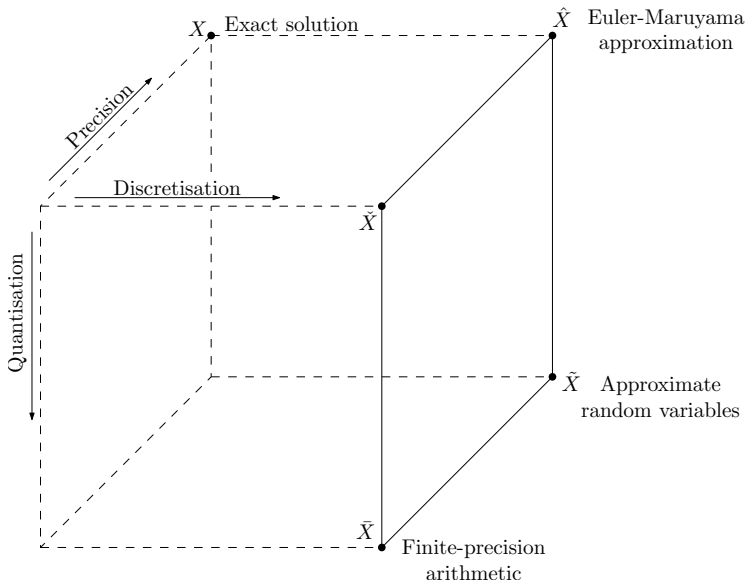 X Exact solution
X̂ Euler-Maruyama
approximation
Precision
Discretisation
X̌
Quantisation
X̃ Approximate
random variables
X̄
Finite-precision
arithmetic